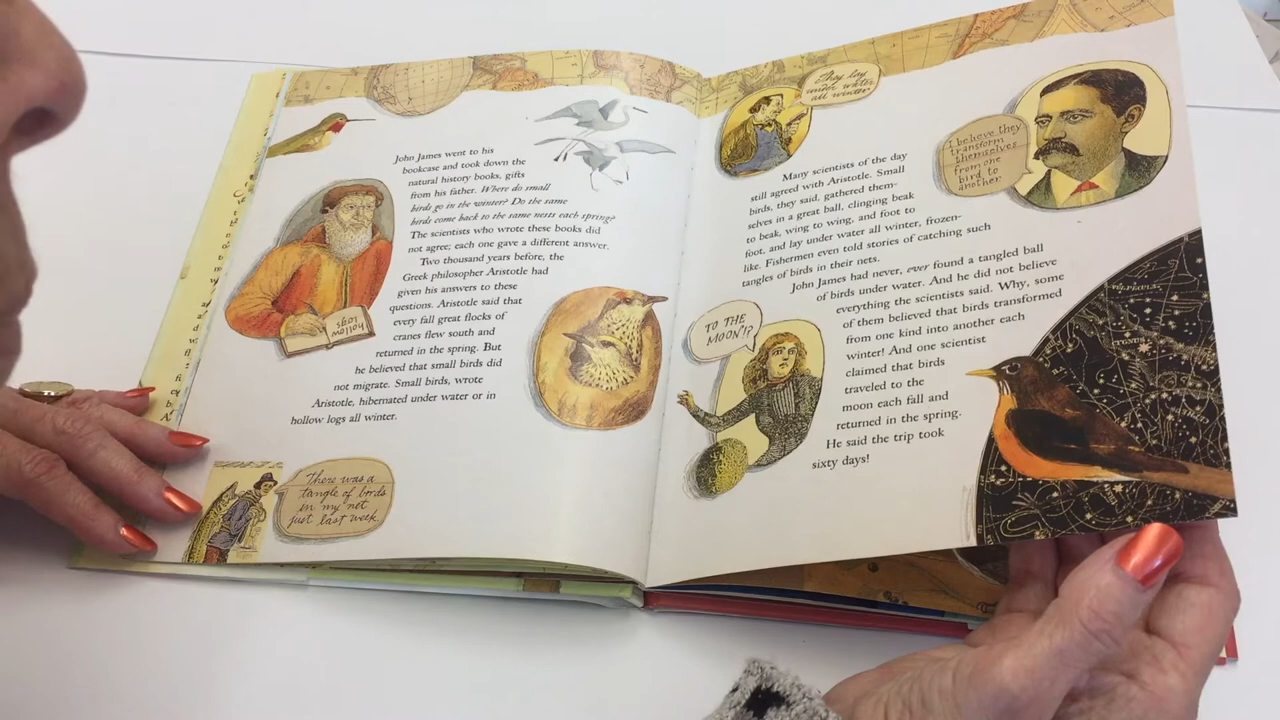 John James went to his
bookcase and took down the
natural history books, gifts
from his father. Where do small
birds go in the winter? Do the same
birds come back to the same nests each spring?
The scientists who wrote these books did
not agree; each one gave a different answer.
Two thousand years before, the
Greek philosopher Aristotle had
given his answers to these
questions. Aristotle said that
every fall great flocks of
cranes flew south and
returned in the spring. But
he believed that small birds did
not migrate. Small birds, wrote
Aristotle, hibernated under water or in
hollow logs all winter.
hollow
logs
There was a
tangle of birds
in my net
just last week.
They lay
under water
all winter.
I believe they
transform
themselves
from one
bird to
another.
Many scientists of the day
still agreed with Aristotle. Small
birds, they said, gathered them-
selves in a great ball, clinging beak
to beak, wing to wing, and foot to
foot, and lay under water all winter, frozen-
like. Fishermen even told stories of catching such
tangles of birds in their nets.
John James had never, ever found a tangled ball
of birds under water. And he did not believe
everything the scientists said. Why, some
of them believed that birds transformed
from one kind into another each
winter! And one scientist
claimed that birds
traveled to the
moon each fall and
returned in the spring.
He said the trip took
sixty days!
TO THE
MOON!?